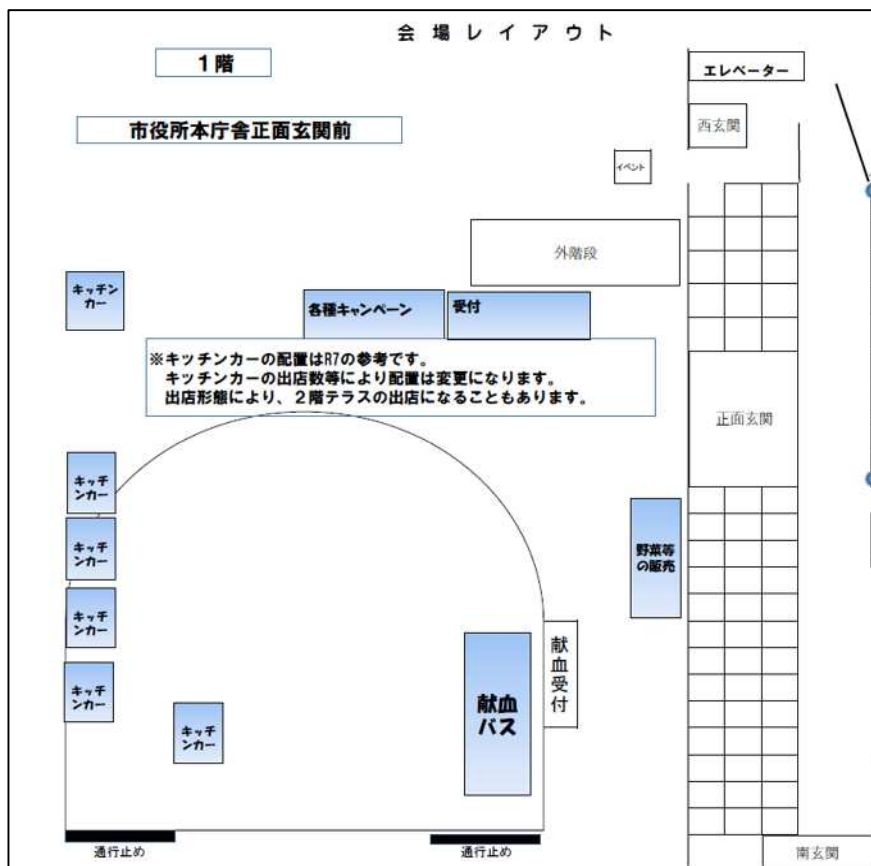 会場レイアウト
1階
エレベーター
市役所本庁舎正面玄関前
西玄関
イベント
外階段
キッチン
カー
各種キャンペーン
受付
※キッチンカーの配置はR7の参考です。
キッチンカーの出店数等により配置は変更になります。
出店形態により、２階テラスの出店になることもあります。
正面玄関
キッチ
ンカー
キッチ
ンカー
野菜等
の販売
キッチ
ンカー
献血受付
キッチ
ンカー
献血
バス
キッチ
ンカー
通行止め
通行止め
南玄関